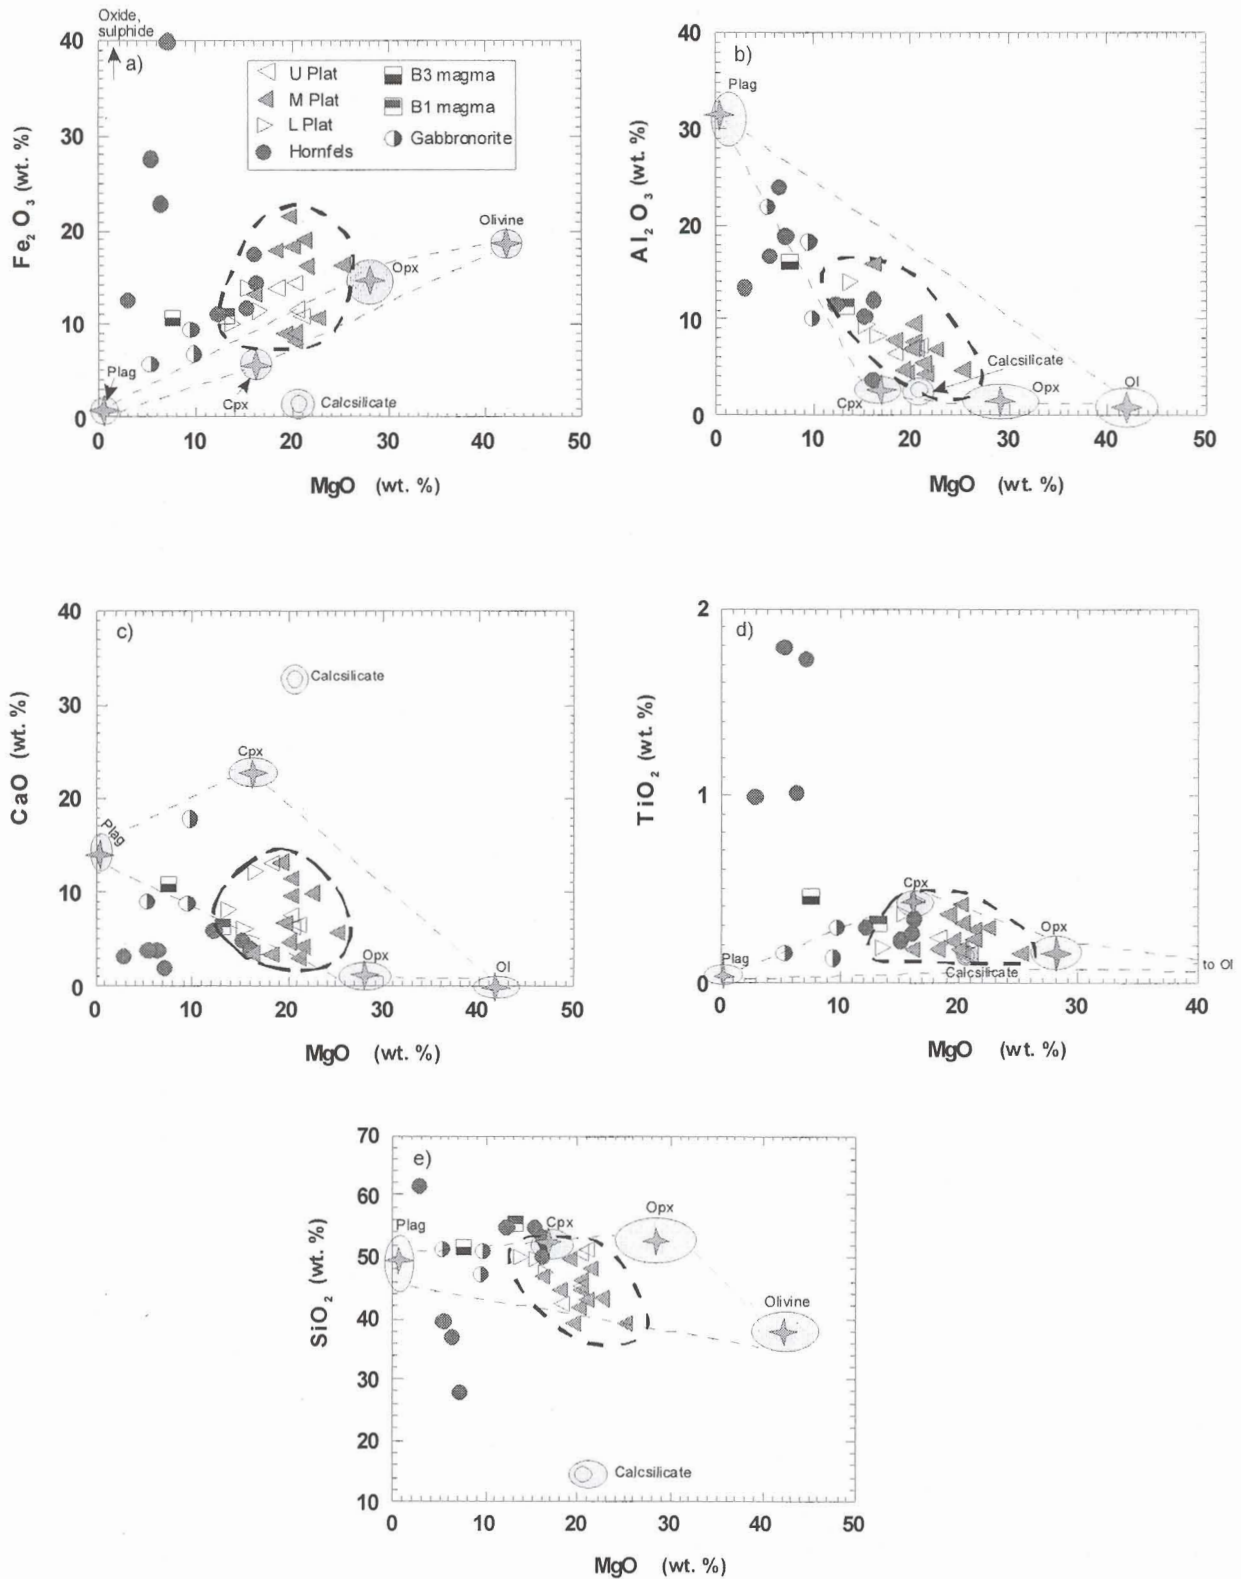 Oxide,
sulphide
40
a)
U Plat
M Plat
L Plat
Hornfels
B3 magma
B1 magma
Gabbronorite
30
20
10
0
Fe2O3 (wt. %)
Olivine
Opx
Plag
Cpx
Calcsilicate
0 10 20 30 40 50
MgO (wt. %)
40
b)
Plag
30
20
10
0
Al2O3 (wt. %)
Calcsilicate
Cpx
Opx
Ol
0 10 20 30 40 50
MgO (wt. %)
40
c)
Calcsilicate
30
Cpx
20
Plag
10
0
CaO (wt. %)
Opx
Ol
0 10 20 30 40 50
MgO (wt. %)
2
d)
1
0
TiO2 (wt. %)
Cpx
Opx
Plag
Calcsilicate
to Ol
0 10 20 30 40
MgO (wt. %)
70
e)
60
50
40
30
20
10
SiO2 (wt. %)
Plag
Cpx
Opx
Olivine
Calcsilicate
0 10 20 30 40 50
MgO (wt. %)